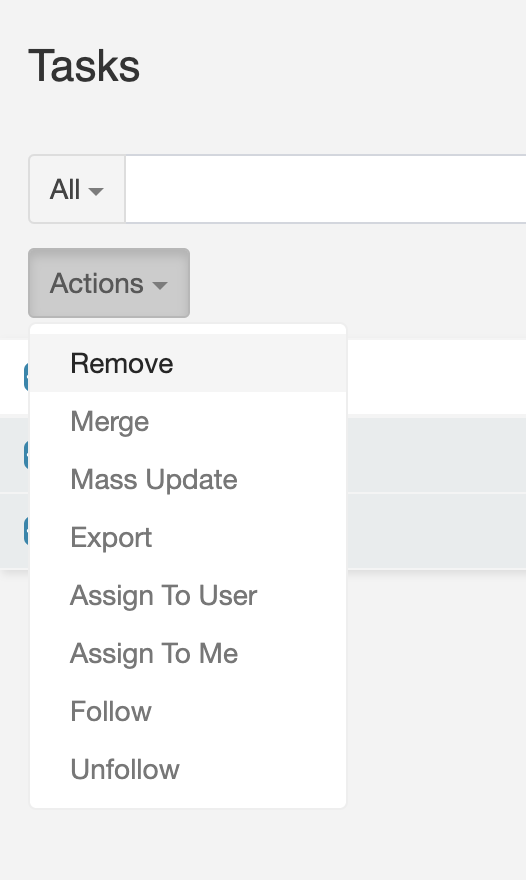 Tasks
All
Actions
Remove
Merge
Mass Update
Export
Assign To User
Assign To Me
Follow
Unfollow